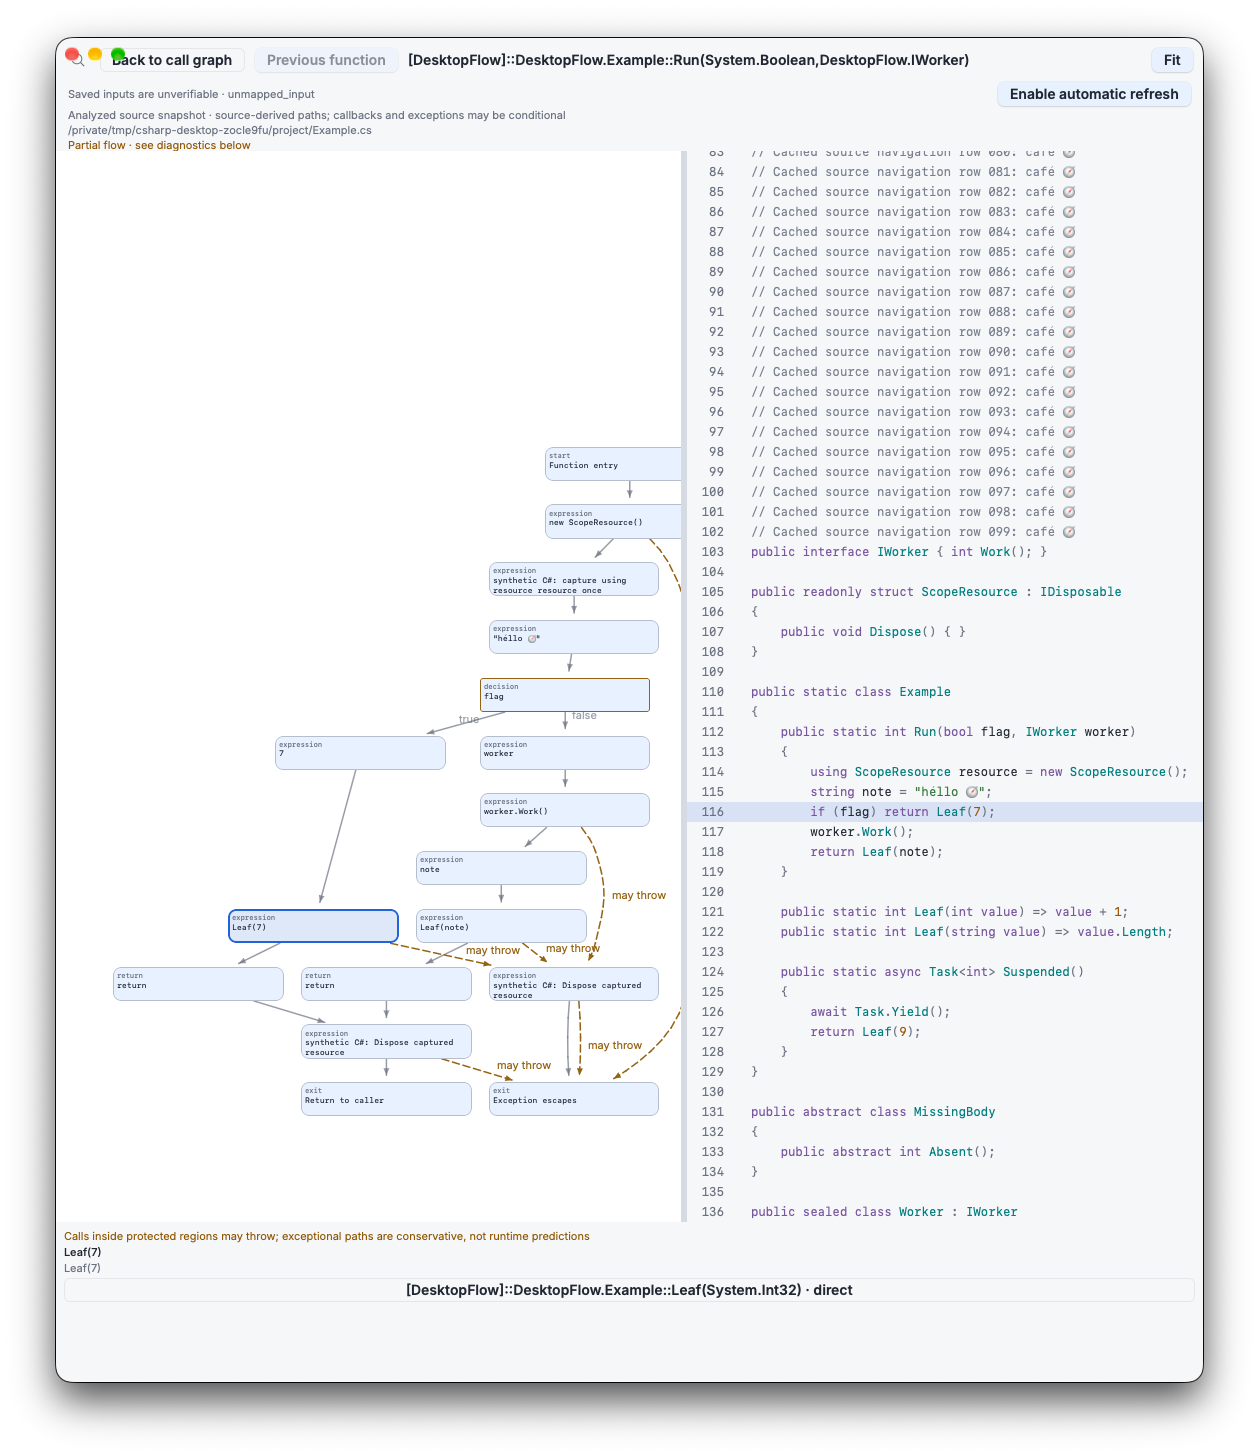 Back to call graph
Previous function
[DesktopFlow]::DesktopFlow.Example::Run(System.Boolean,DesktopFlow.IWorker)
Fit
Saved inputs are unverifiable · unmapped_input
Enable automatic refresh
Analyzed source snapshot · source-derived paths; callbacks and exceptions may be conditional
/private/tmp/csharp-desktop-zocle9fu/project/Example.cs
Partial flow · see diagnostics below
start
Function entry
expression
new ScopeResource()
expression
synthetic C#: capture using
resource resource once
expression
"héllo 🧭"
decision
flag
true
false
expression
7
expression
worker
expression
worker.Work()
expression
note
may throw
expression
Leaf(7)
expression
Leaf(note)
may throw
may throw
return
return
return
return
expression
synthetic C#: Dispose captured
resource
expression
synthetic C#: Dispose captured
resource
may throw
may throw
exit
Return to caller
exit
Exception escapes
83 // Cached source navigation row 080: café 🧭
84 // Cached source navigation row 081: café 🧭
85 // Cached source navigation row 082: café 🧭
86 // Cached source navigation row 083: café 🧭
87 // Cached source navigation row 084: café 🧭
88 // Cached source navigation row 085: café 🧭
89 // Cached source navigation row 086: café 🧭
90 // Cached source navigation row 087: café 🧭
91 // Cached source navigation row 088: café 🧭
92 // Cached source navigation row 089: café 🧭
93 // Cached source navigation row 090: café 🧭
94 // Cached source navigation row 091: café 🧭
95 // Cached source navigation row 092: café 🧭
96 // Cached source navigation row 093: café 🧭
97 // Cached source navigation row 094: café 🧭
98 // Cached source navigation row 095: café 🧭
99 // Cached source navigation row 096: café 🧭
100 // Cached source navigation row 097: café 🧭
101 // Cached source navigation row 098: café 🧭
102 // Cached source navigation row 099: café 🧭
103 public interface IWorker { int Work(); }
104
105 public readonly struct ScopeResource : IDisposable
106 {
107     public void Dispose() { }
108 }
109
110 public static class Example
111 {
112     public static int Run(bool flag, IWorker worker)
113     {
114         using ScopeResource resource = new ScopeResource();
115         string note = "héllo 🧭";
116         if (flag) return Leaf(7);
117         worker.Work();
118         return Leaf(note);
119     }
120
121     public static int Leaf(int value) => value + 1;
122     public static int Leaf(string value) => value.Length;
123
124     public static async Task<int> Suspended()
125     {
126         await Task.Yield();
127         return Leaf(9);
128     }
129 }
130
131 public abstract class MissingBody
132 {
133     public abstract int Absent();
134 }
135
136 public sealed class Worker : IWorker
Calls inside protected regions may throw; exceptional paths are conservative, not runtime predictions
Leaf(7)
Leaf(7)
[DesktopFlow]::DesktopFlow.Example::Leaf(System.Int32) · direct